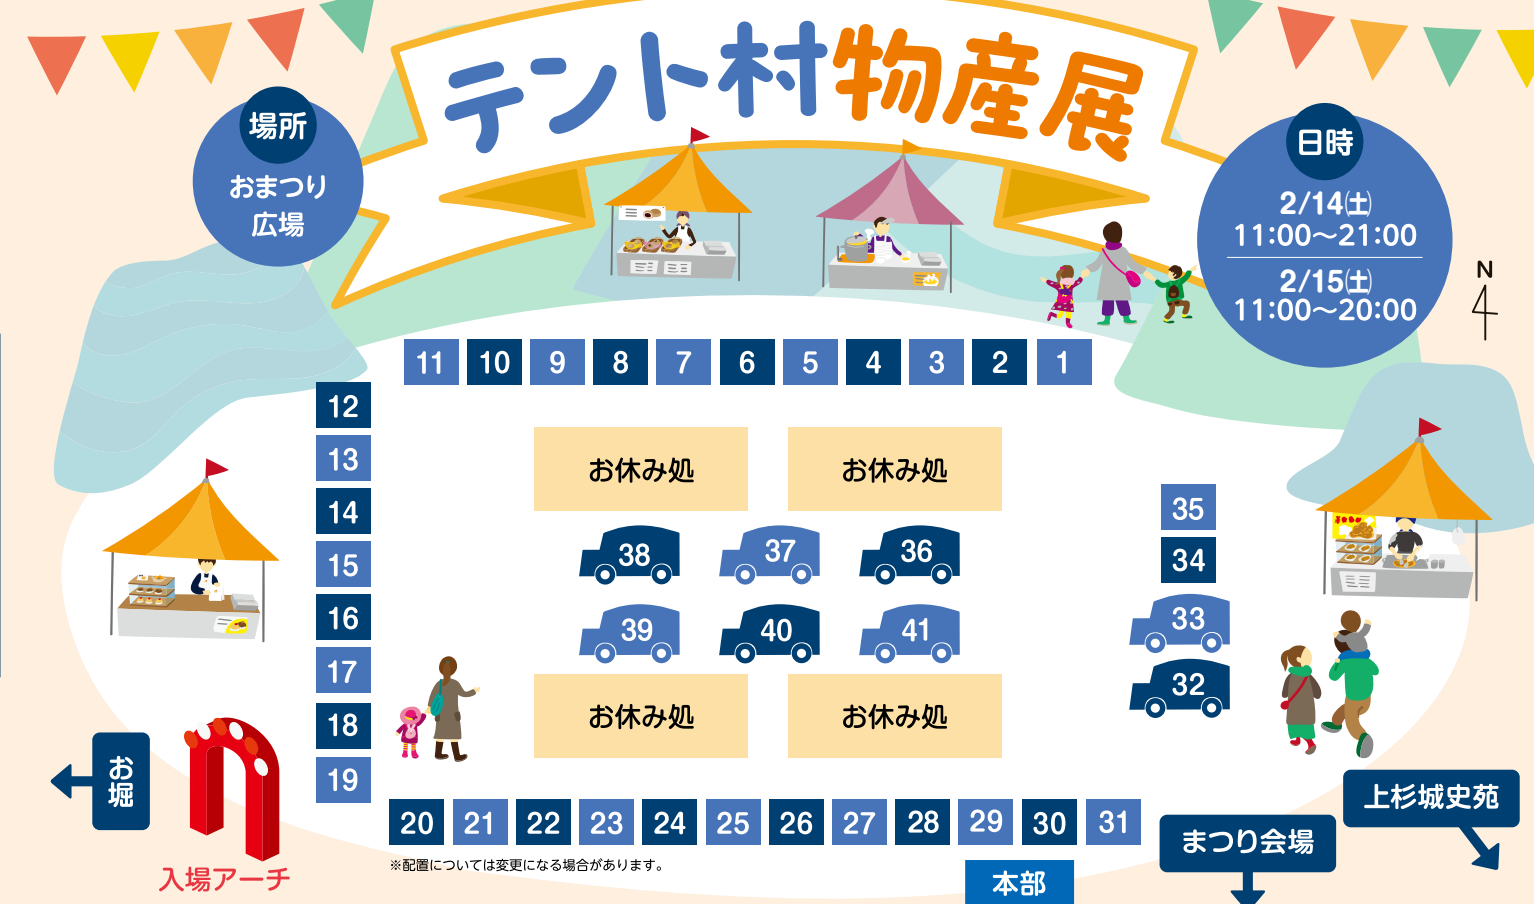 テント村物産展
場所
おまつり
広場
日時
2/14(土)
11:00〜21:00
2/15(土)
11:00〜20:00
N
11 10 9 8 7 6 5 4 3 2 1
12
13
14
15
16
17
18
19
お休み処 お休み処
38 37 36
39 40 41
お休み処 お休み処
35
34
33
32
20 21 22 23 24 25 26 27 28 29 30 31
※配置については変更になる場合があります。
お堀
入場アーチ
本部
まつり会場
上杉城史苑